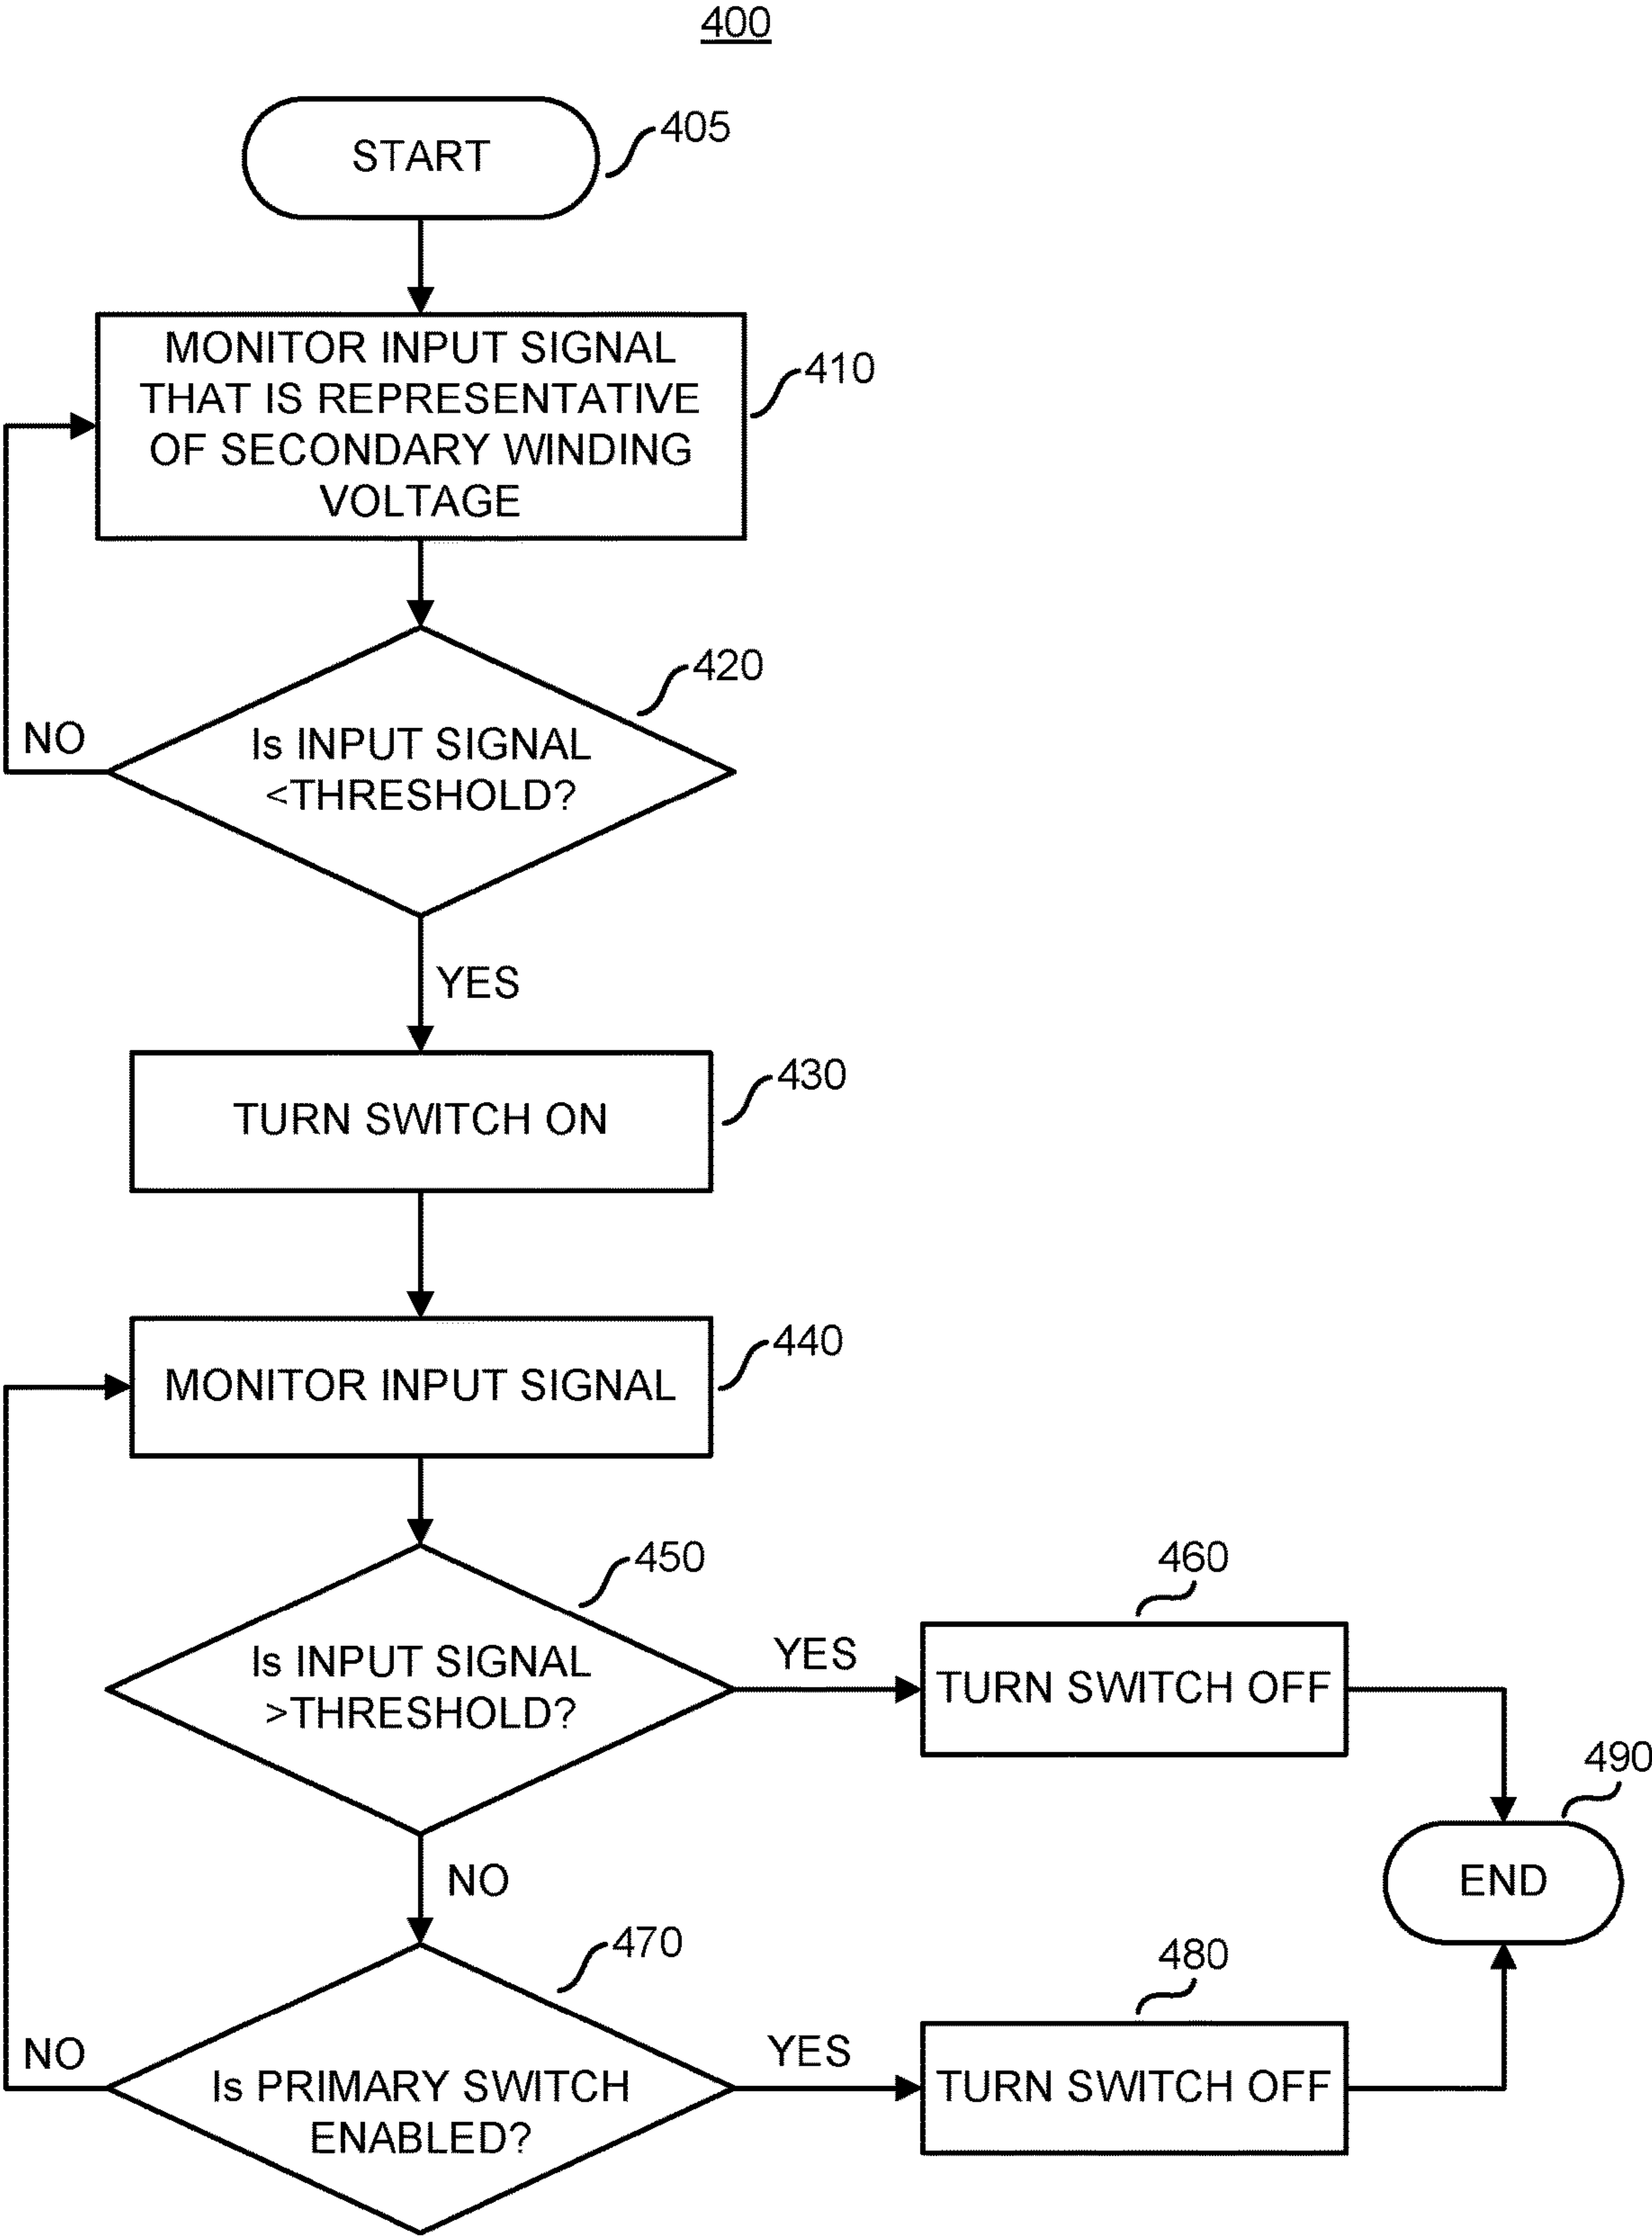 400
START
405
MONITOR INPUT SIGNAL
THAT IS REPRESENTATIVE
OF SECONDARY WINDING
VOLTAGE
410
420
Is INPUT SIGNAL
<THRESHOLD?
NO
YES
430
TURN SWITCH ON
440
MONITOR INPUT SIGNAL
450
Is INPUT SIGNAL
>THRESHOLD?
YES
460
TURN SWITCH OFF
490
END
NO
470
Is PRIMARY SWITCH
ENABLED?
NO
YES
480
TURN SWITCH OFF